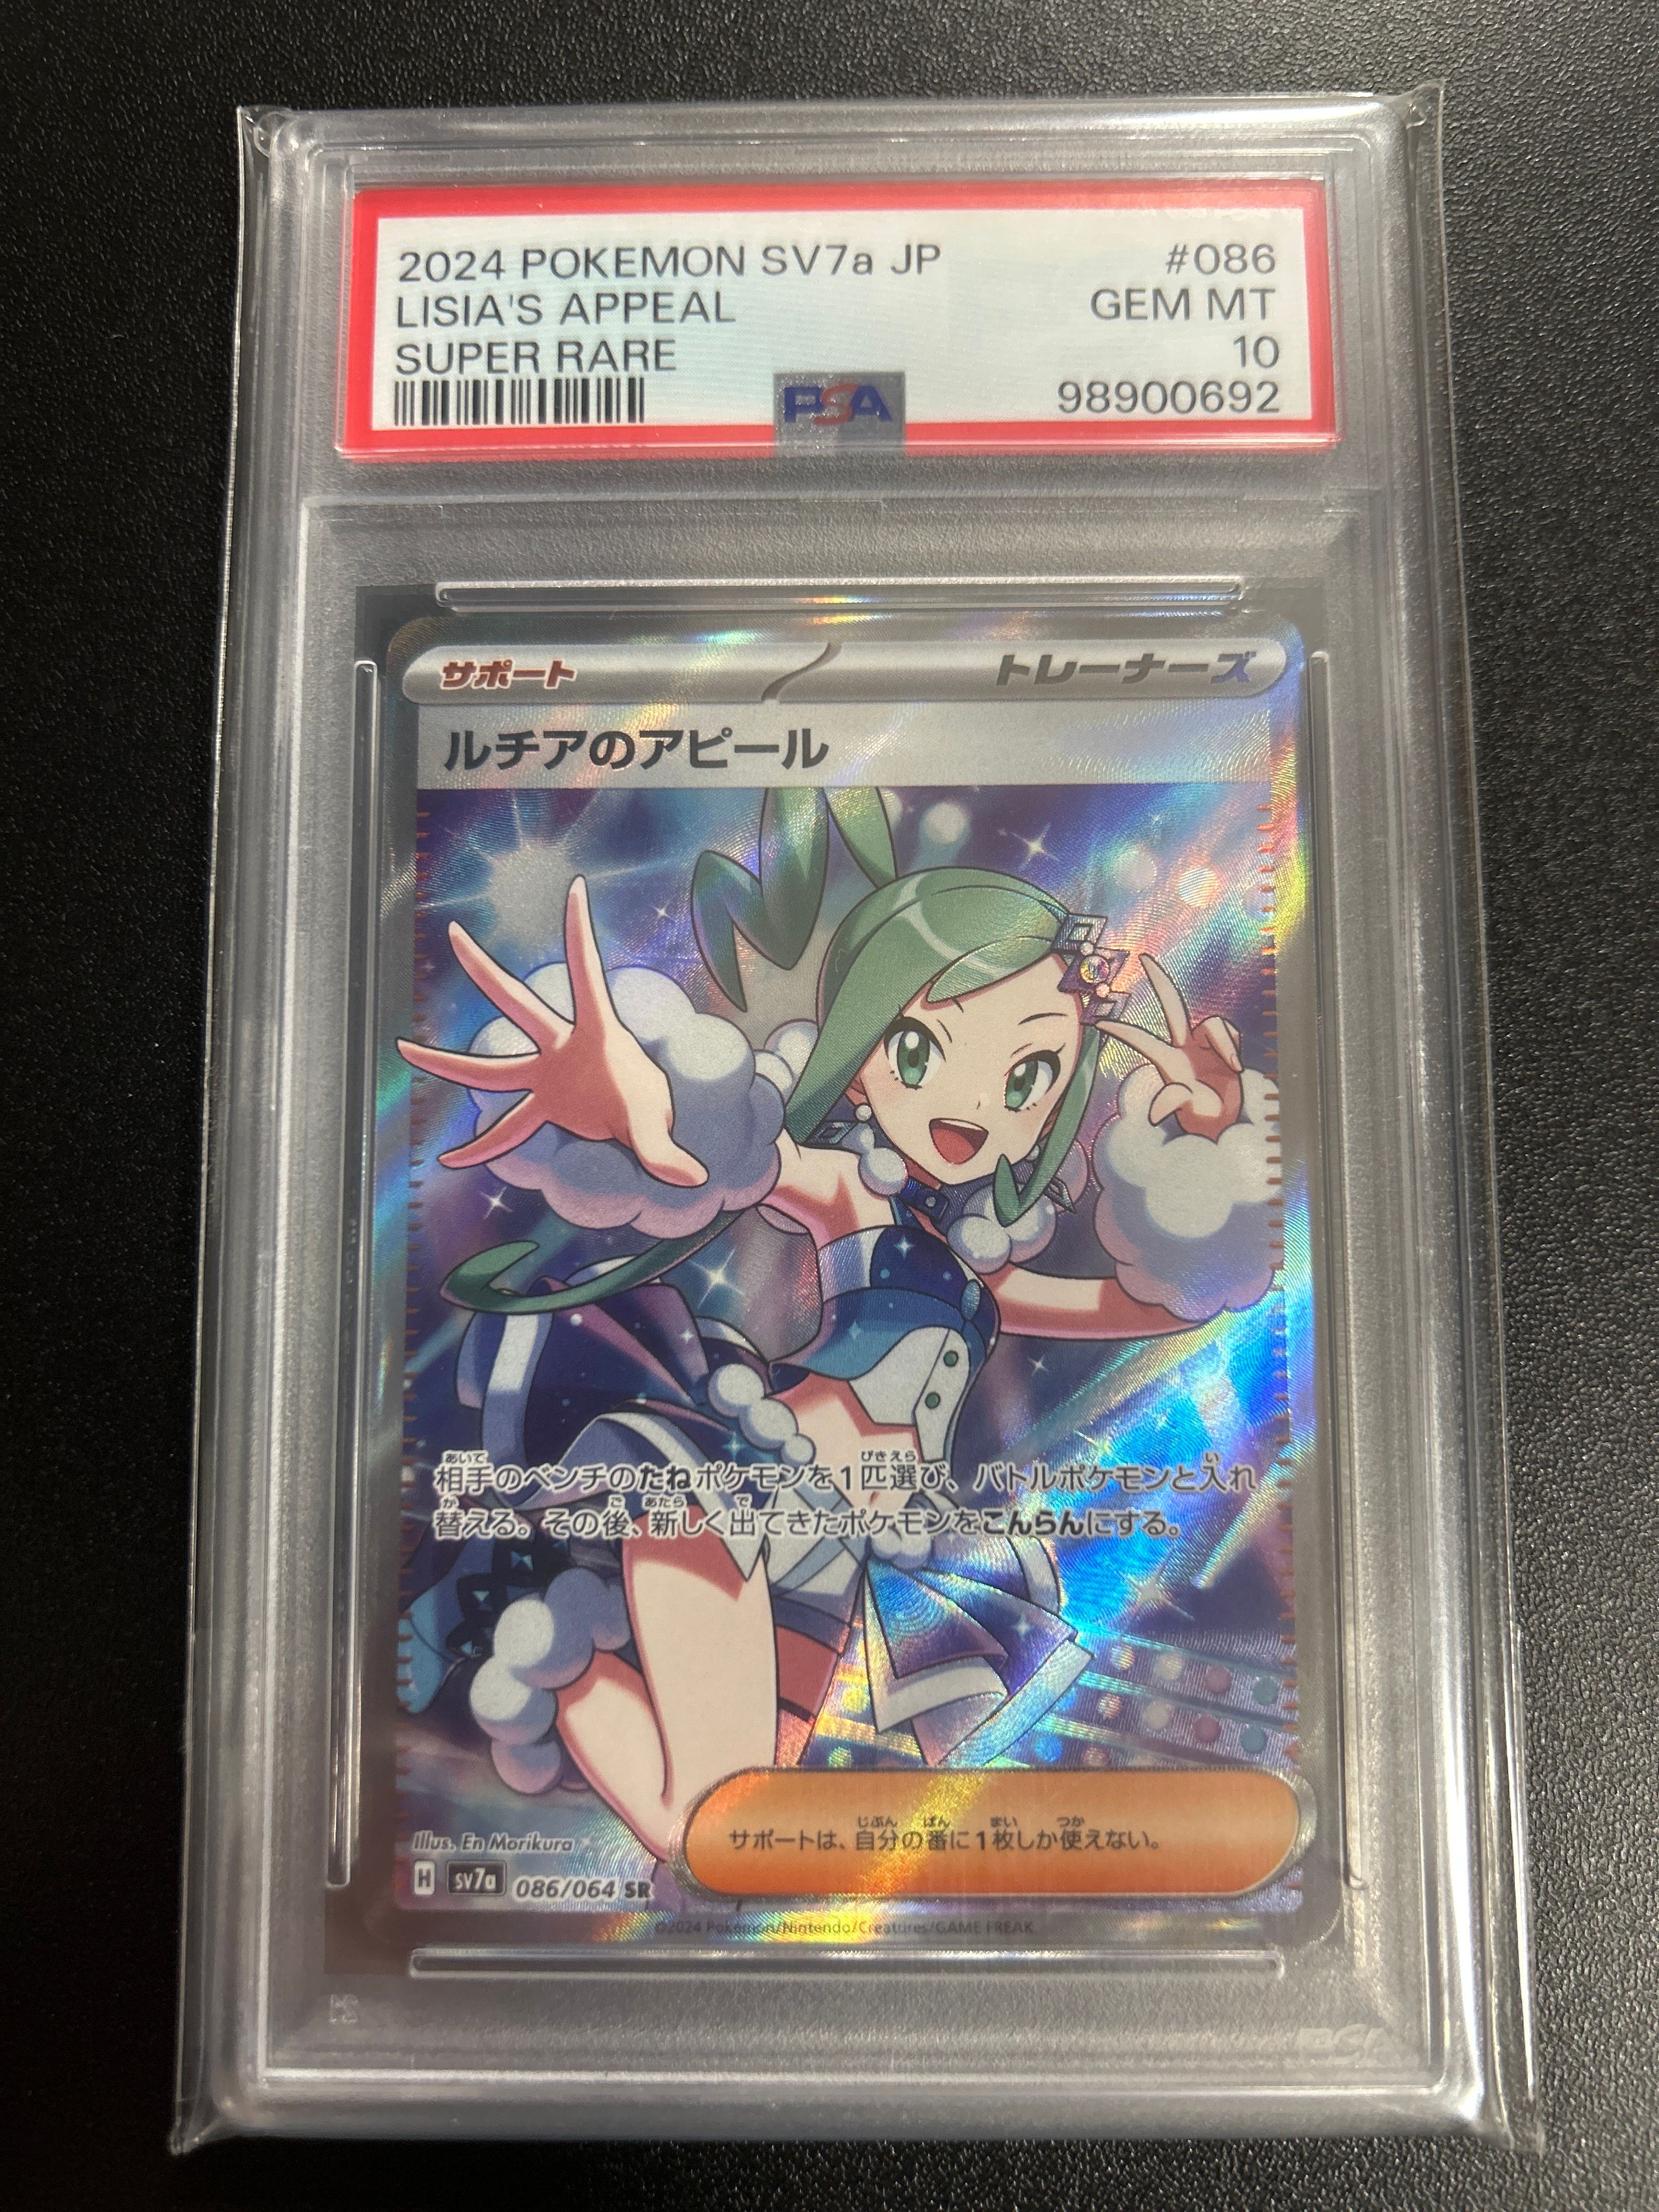 2024 POKEMON SV7a JP #086
LISIA'S APPEAL GEM MT
SUPER RARE 10
PSA 98900692
サポート トレーナーズ
ルチアのアピール
相手のベンチのたねポケモンを1匹選び、バトルポケモンと入れ
替える。その後、新しく出てきたポケモンをこんらんにする。
サポートは、自分の番に1枚しか使えない。
Illus. En Morikura
H sv7a 086/064 SR
©2024 Pokémon/Nintendo/Creatures/GAME FREAK